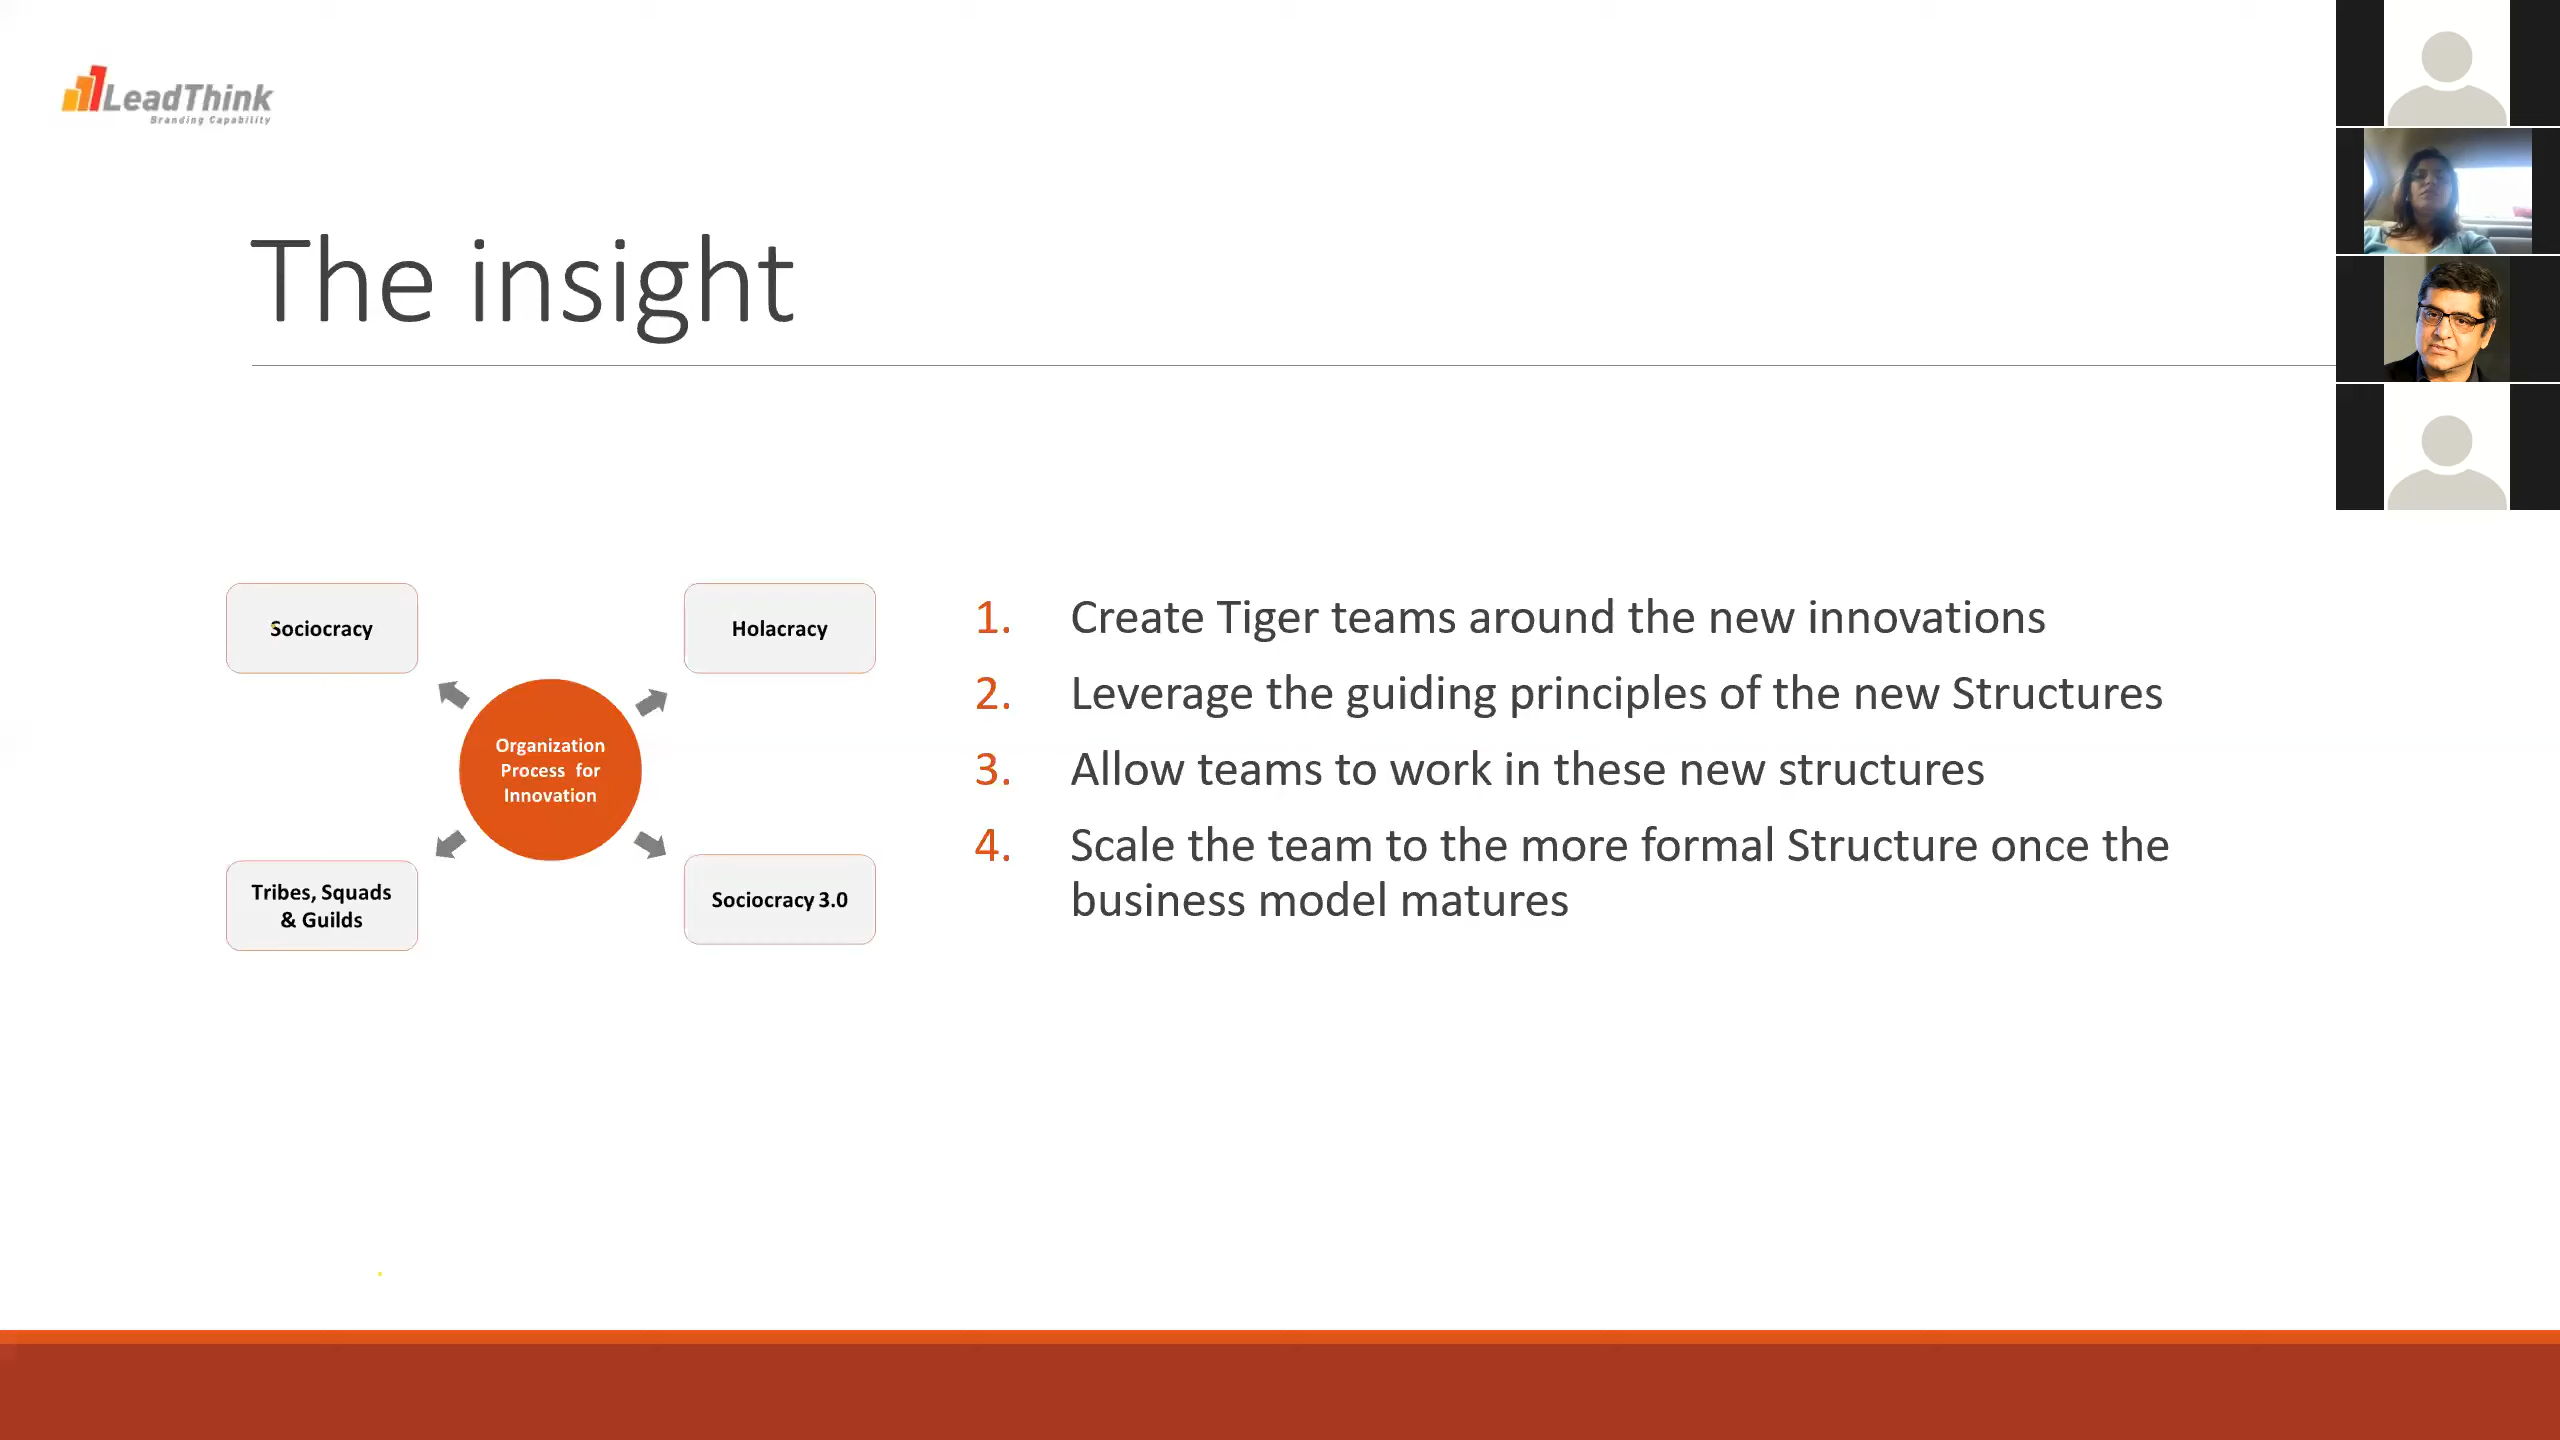 LeadThink
Branding Capability
The insight
Sociocracy
Holacracy
Organization
Process for
Innovation
Tribes, Squads
& Guilds
Sociocracy 3.0
1. Create Tiger teams around the new innovations
2. Leverage the guiding principles of the new Structures
3. Allow teams to work in these new structures
4. Scale the team to the more formal Structure once the
business model matures